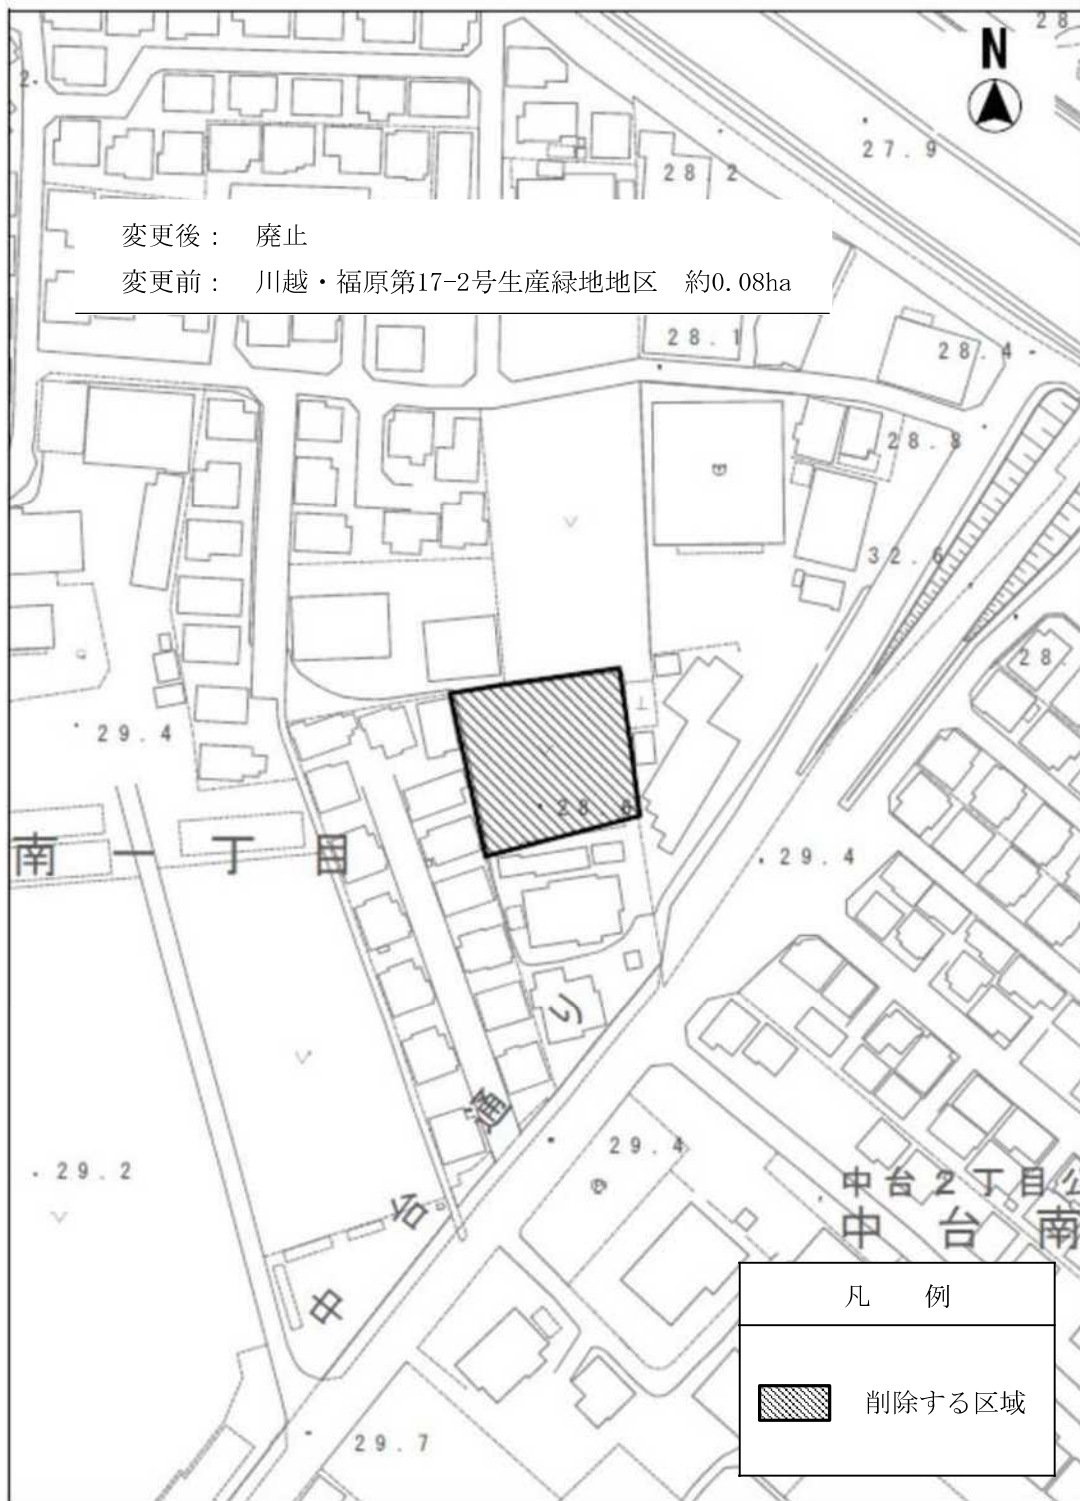 N
27.9
28.2
変更後： 廃止
変更前： 川越・福原第17-2号生産緑地地区 約0.08ha
28.1
28.4
28.8
32.6
28.
29.4
28.6
南一丁目
29.4
中台通り
29.4
29.2
中台2丁目公
中台南
凡 例
削除する区域
29.7